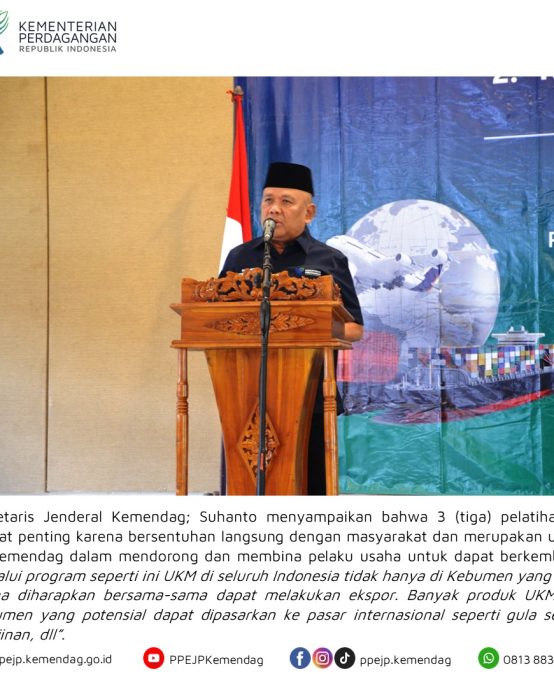 KEMENTERIAN
PERDAGANGAN
REPUBLIK INDONESIA
2.
etaris Jenderal Kemendag; Suhanto menyampaikan bahwa 3 (tiga) pelatiha
at penting karena bersentuhan langsung dengan masyarakat dan merupakan u
emendag dalam mendorong dan membina pelaku usaha untuk dapat berkemb
alui program seperti ini UKM di seluruh Indonesia tidak hanya di Kebumen yang
a diharapkan bersama-sama dapat melakukan ekspor. Banyak produk UKM
umen yang potensial dapat dipasarkan ke pasar internasional seperti gula se
jinan, dll”.
pejp.kemendag.go.id PPEJPKemendag ppejp.kemendag 0813 883